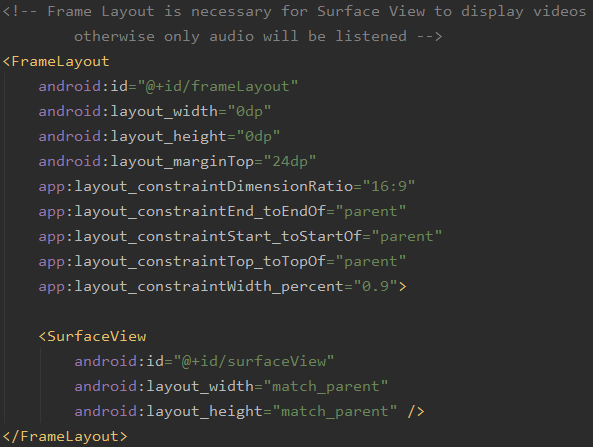 <!-- Frame Layout is necessary for Surface View to display videos
        otherwise only audio will be listened -->
<FrameLayout
    android:id="@+id/frameLayout"
    android:layout_width="0dp"
    android:layout_height="0dp"
    android:layout_marginTop="24dp"
    app:layout_constraintDimensionRatio="16:9"
    app:layout_constraintEnd_toEndOf="parent"
    app:layout_constraintStart_toStartOf="parent"
    app:layout_constraintTop_toTopOf="parent"
    app:layout_constraintWidth_percent="0.9">

    <SurfaceView
        android:id="@+id/surfaceView"
        android:layout_width="match_parent"
        android:layout_height="match_parent" />
</FrameLayout>